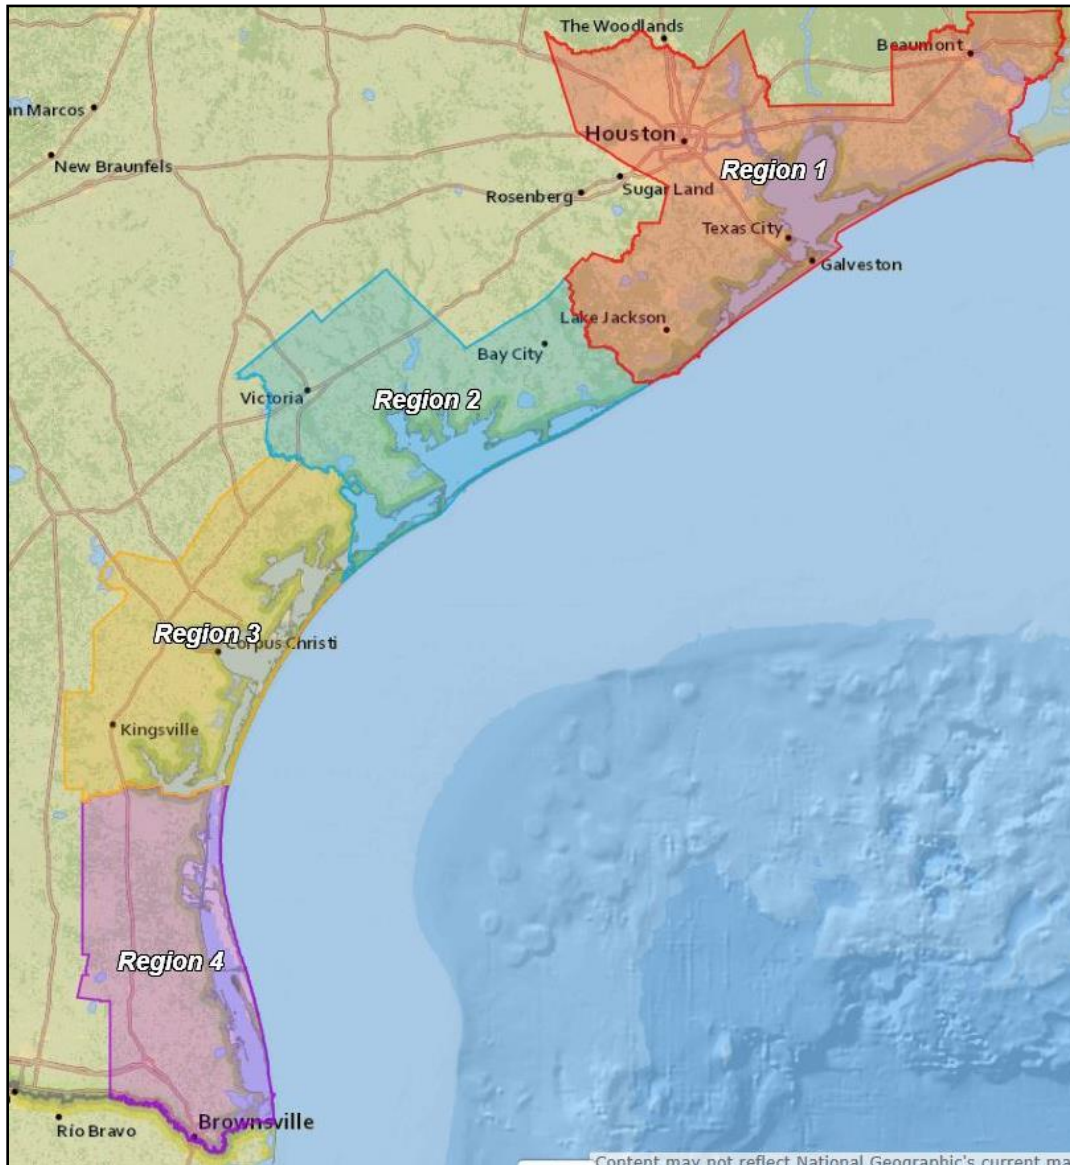 The Woodlands
Beaumont
an Marcos
Houston
New Braunfels
Region 1
Sugar Land
Rosenberg
Texas City
Galveston
Lake Jackson
Bay City
Victoria
Region 2
Region 3
Corpus Christi
Kingsville
Region 4
Brownsville
Río Bravo
Content may not reflect National Geographic's current ma